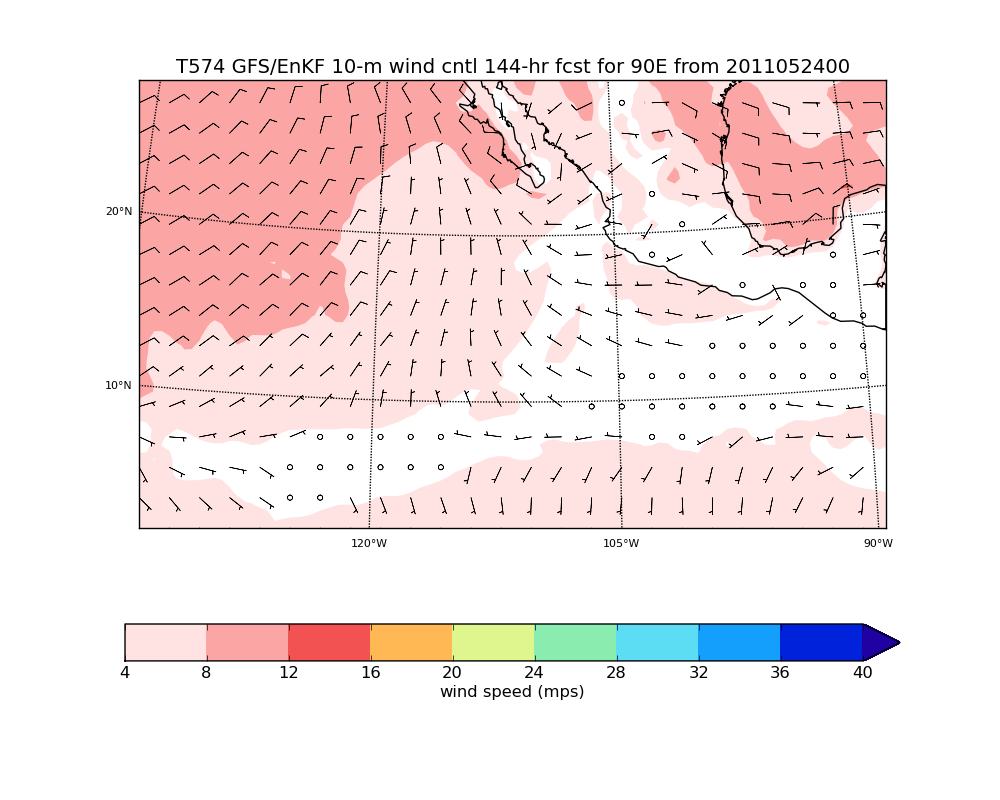 T574 GFS/EnKF 10-m wind cntl 144-hr fcst for 90E from 2011052400
20°N
10°N
120°W 105°W 90°W
4 8 12 16 20 24 28 32 36 40
wind speed (mps)